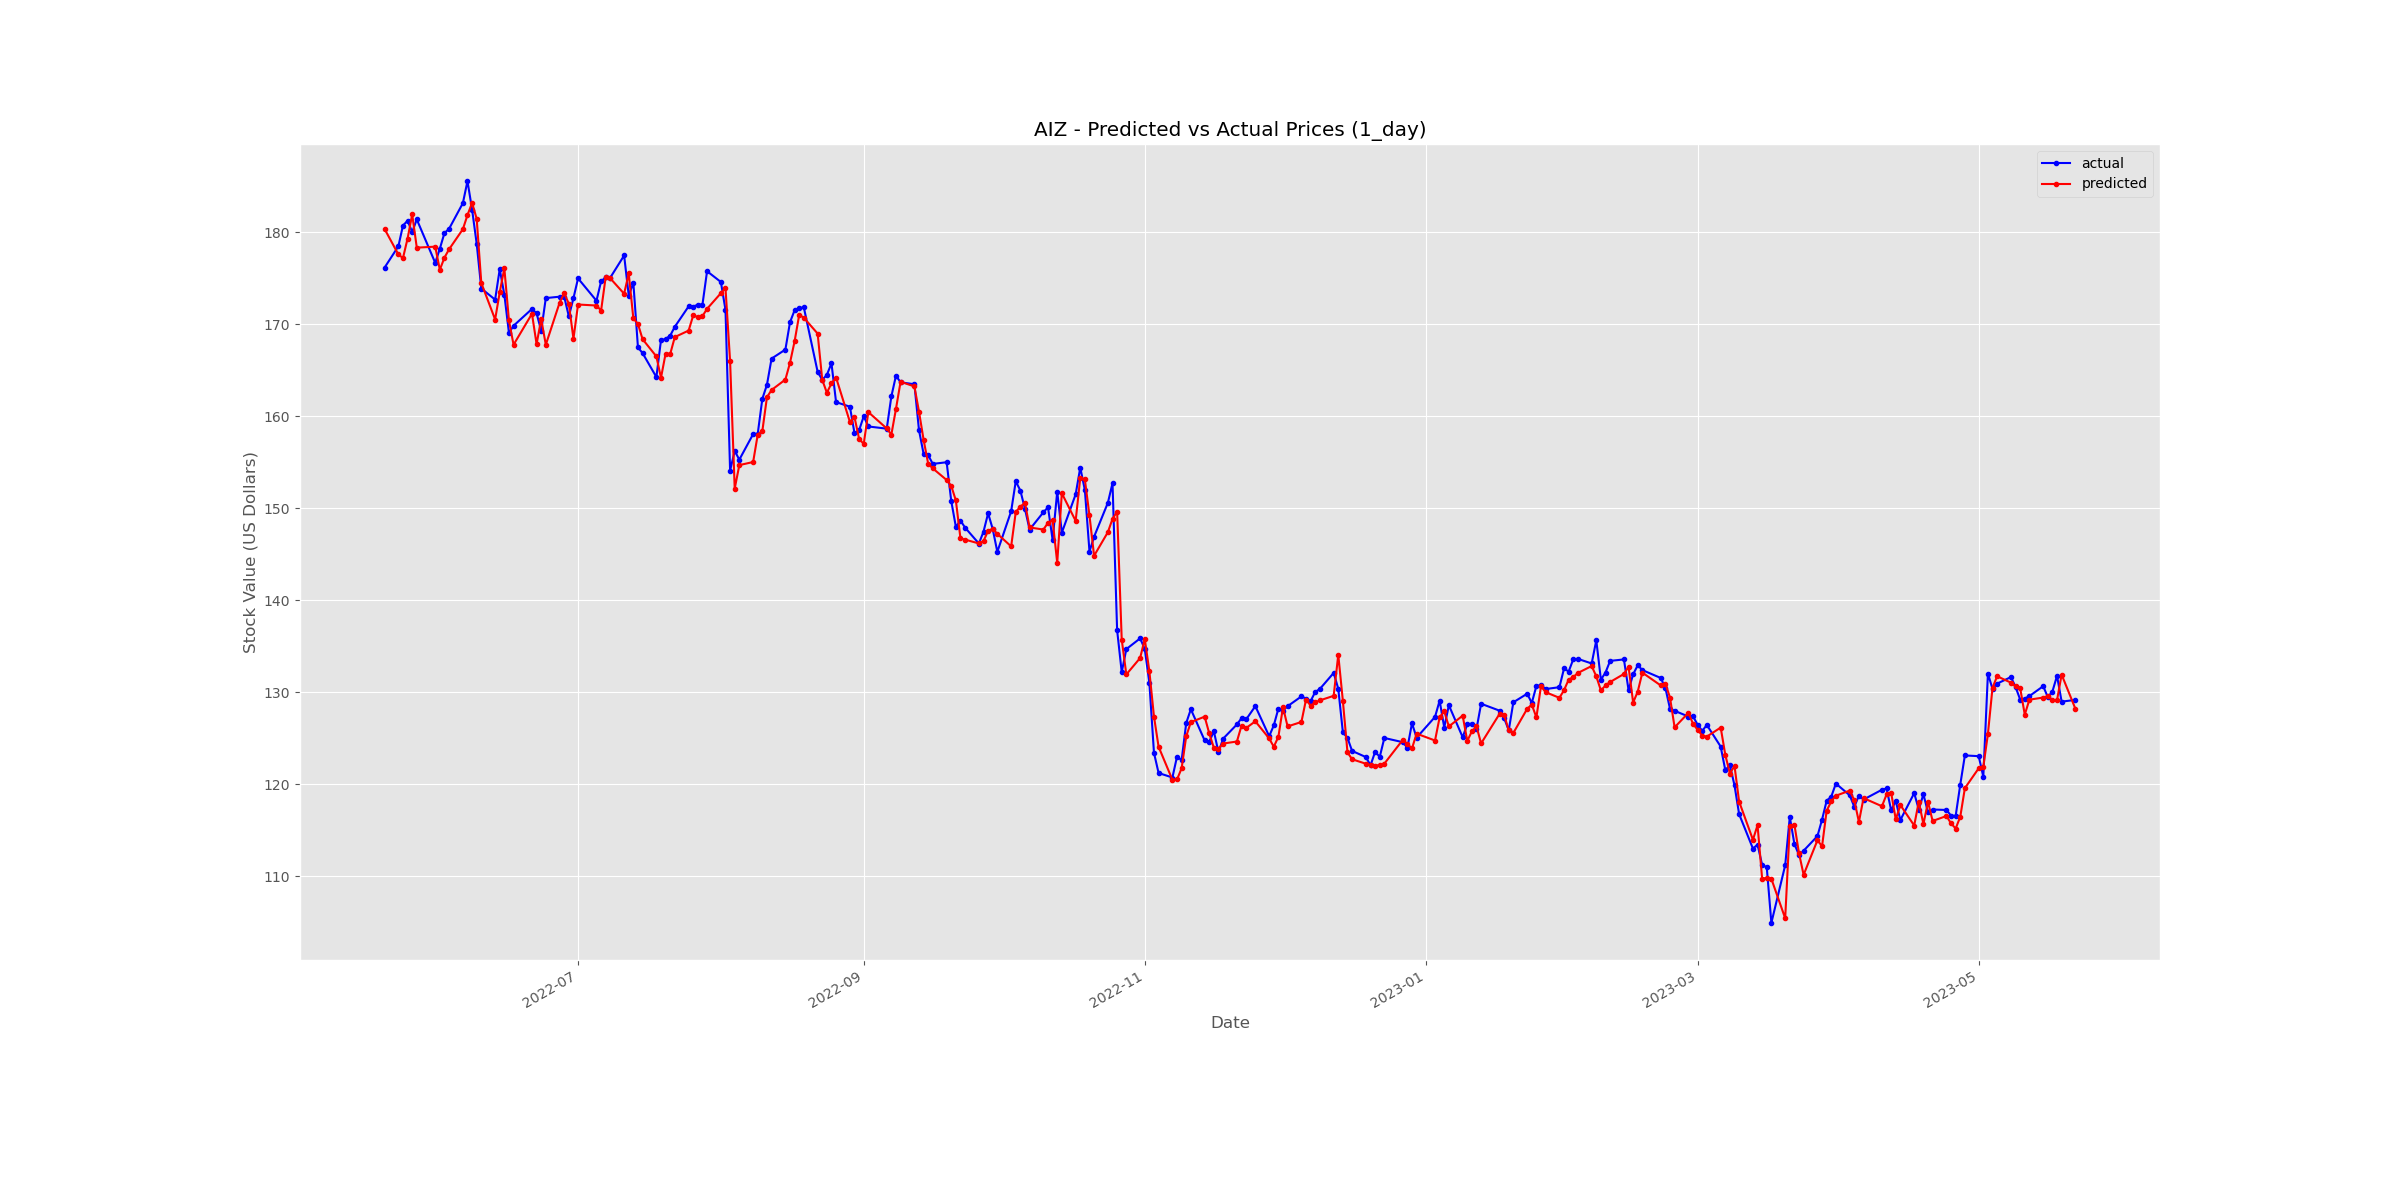 AIZ - Predicted vs Actual Prices (1_day)
actual
predicted
Stock Value (US Dollars)
180
170
160
150
140
130
120
110
2022-07
2022-09
2022-11
2023-01
2023-03
2023-05
Date